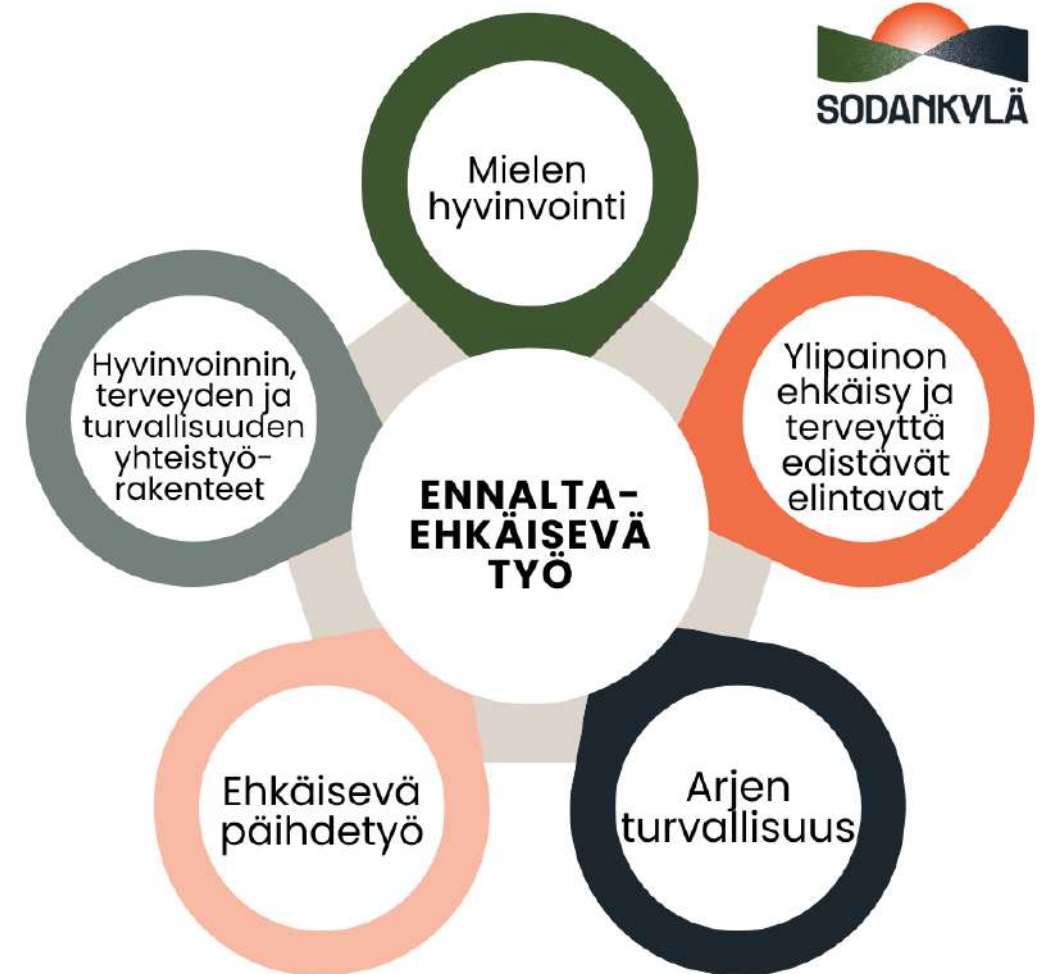 SODANKYLÄ
Mielen
hyvinvointi
Hyvinvoinnin,
terveyden ja
turvallisuuden
yhteistyö-
rakenteet
Ylipainon
ehkäisy ja
terveyttä
edistävät
elintavat
ENNALTA-
EHKÄISEVÄ
TYÖ
Ehkäisevä
päihdetyö
Arjen
turvallisuus